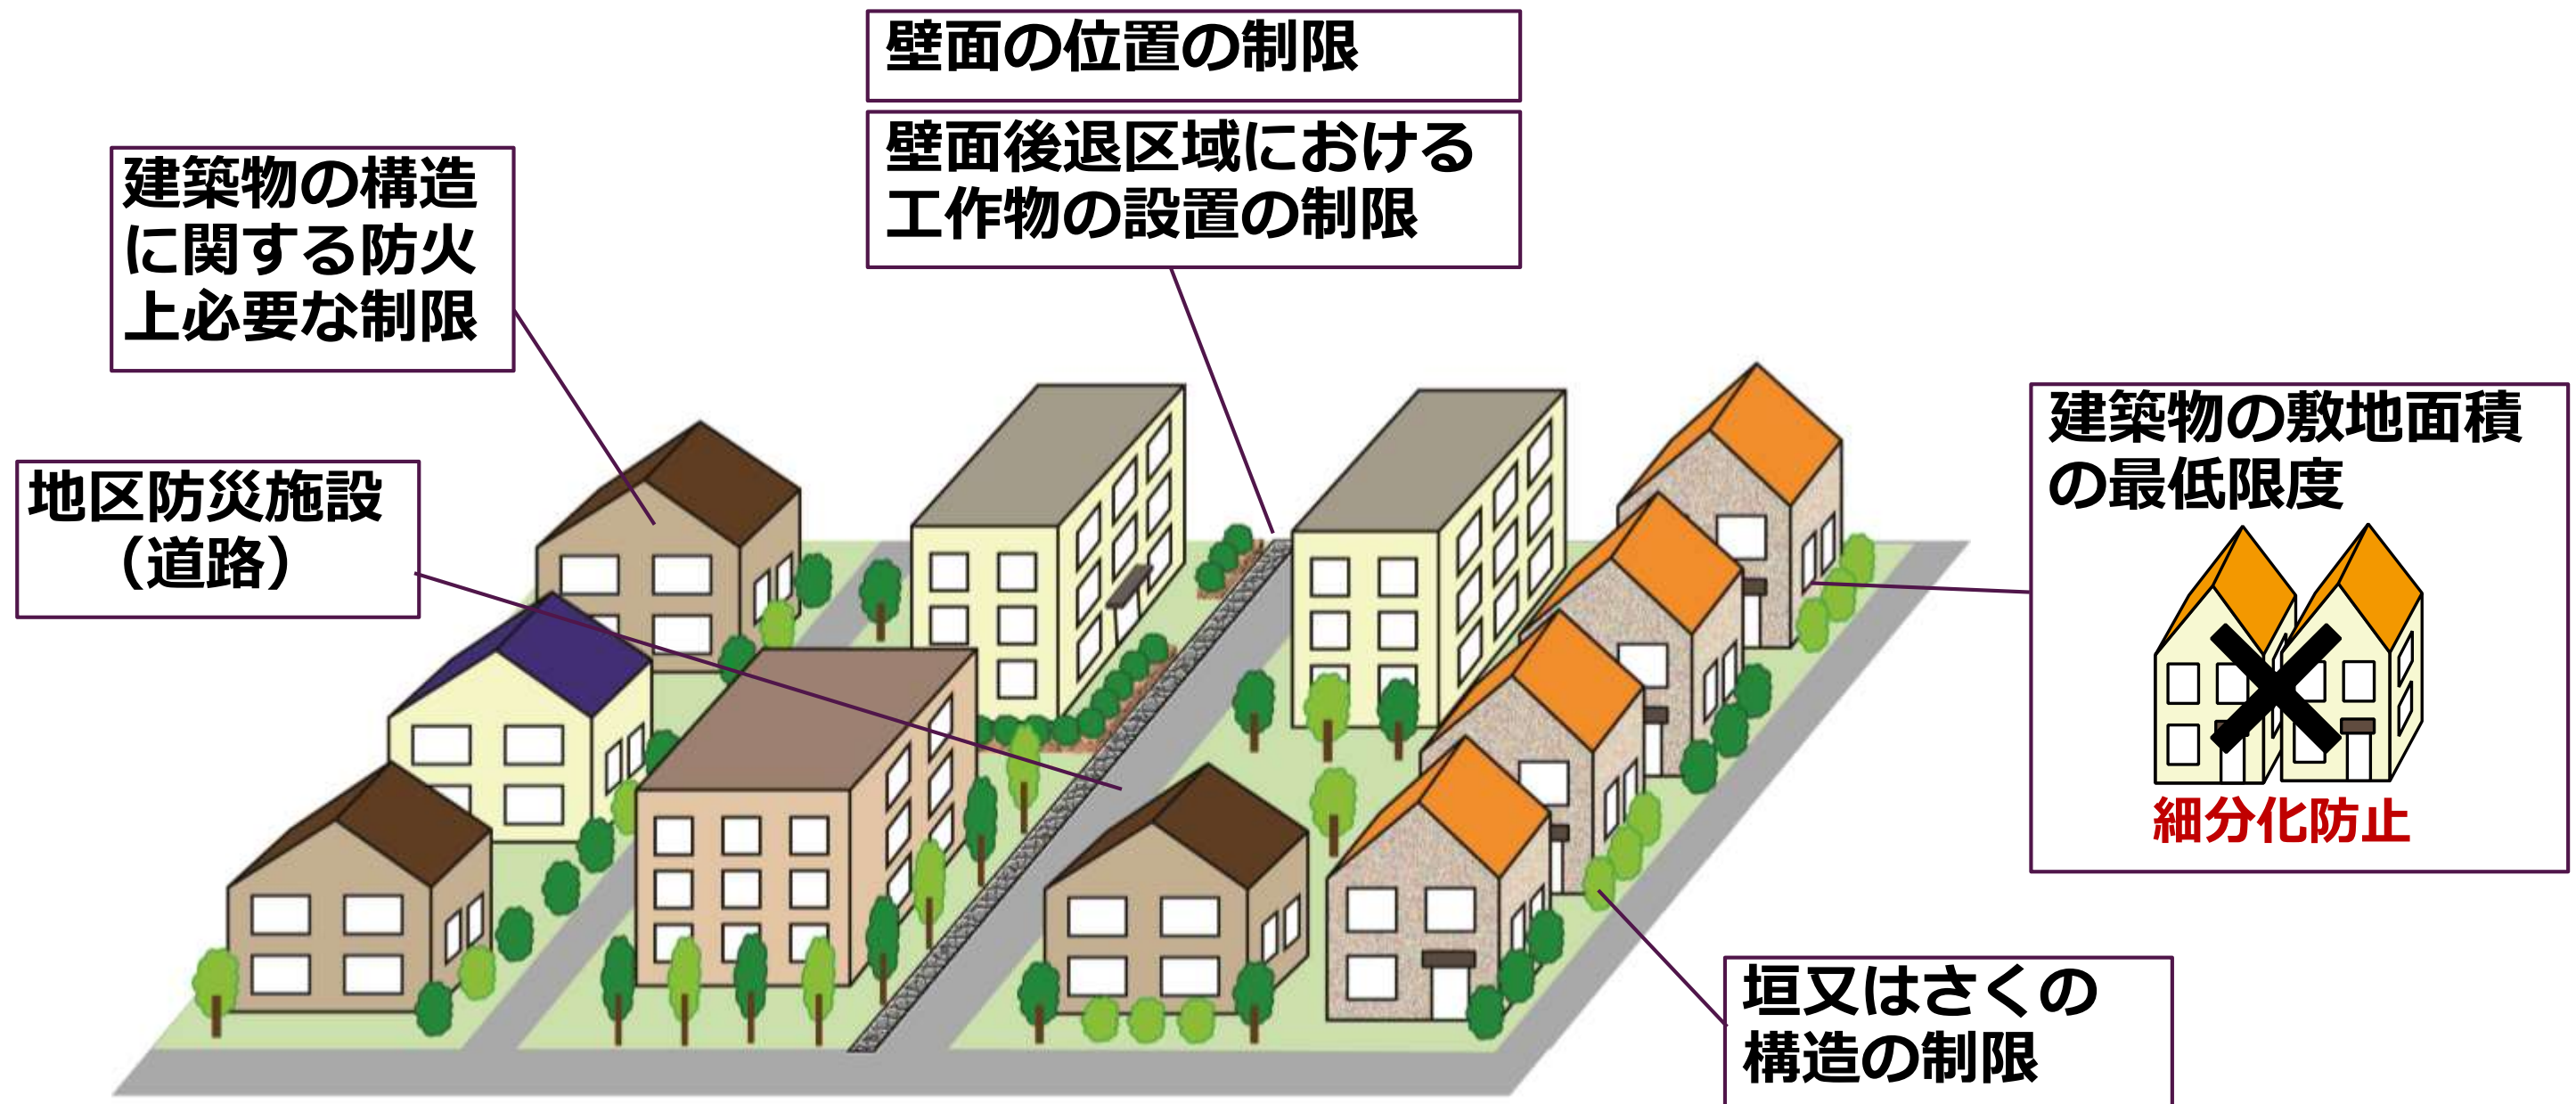 壁面の位置の制限
壁面後退区域における
工作物の設置の制限
建築物の構造
に関する防火
上必要な制限
地区防災施設
（道路）
建築物の敷地面積
の最低限度
細分化防止
垣又はさくの
構造の制限